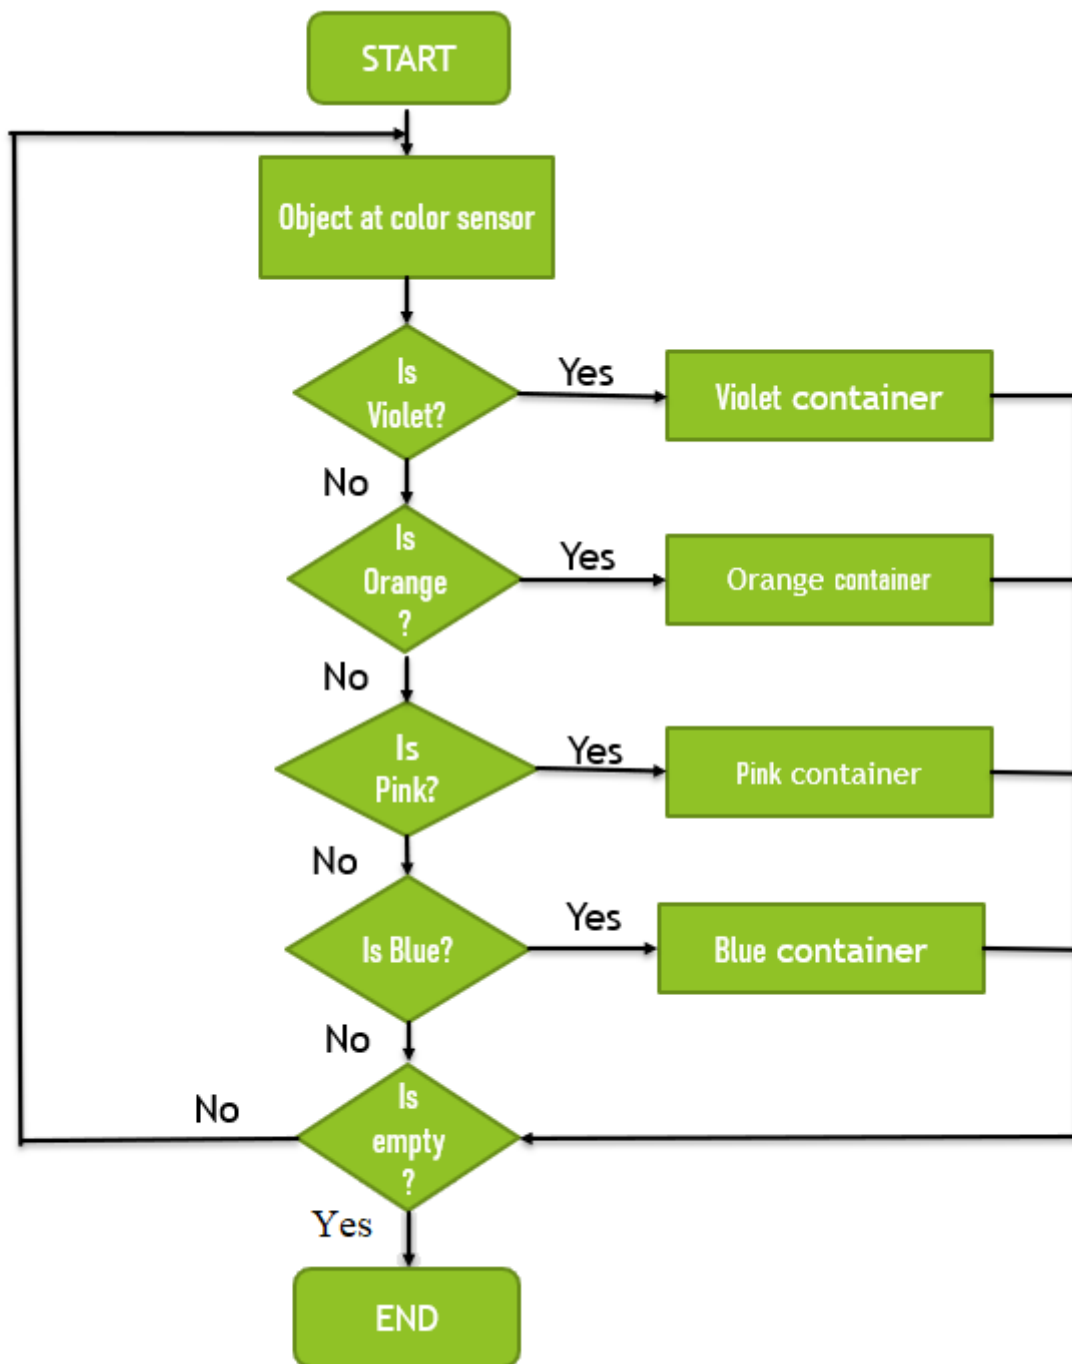 START
Object at color sensor
Is
Violet?
Yes
Violet container
No
Is
Orange
?
Yes
Orange container
No
Is
Pink?
Yes
Pink container
No
Is Blue?
Yes
Blue container
No
Is
empty
?
No
Yes
END